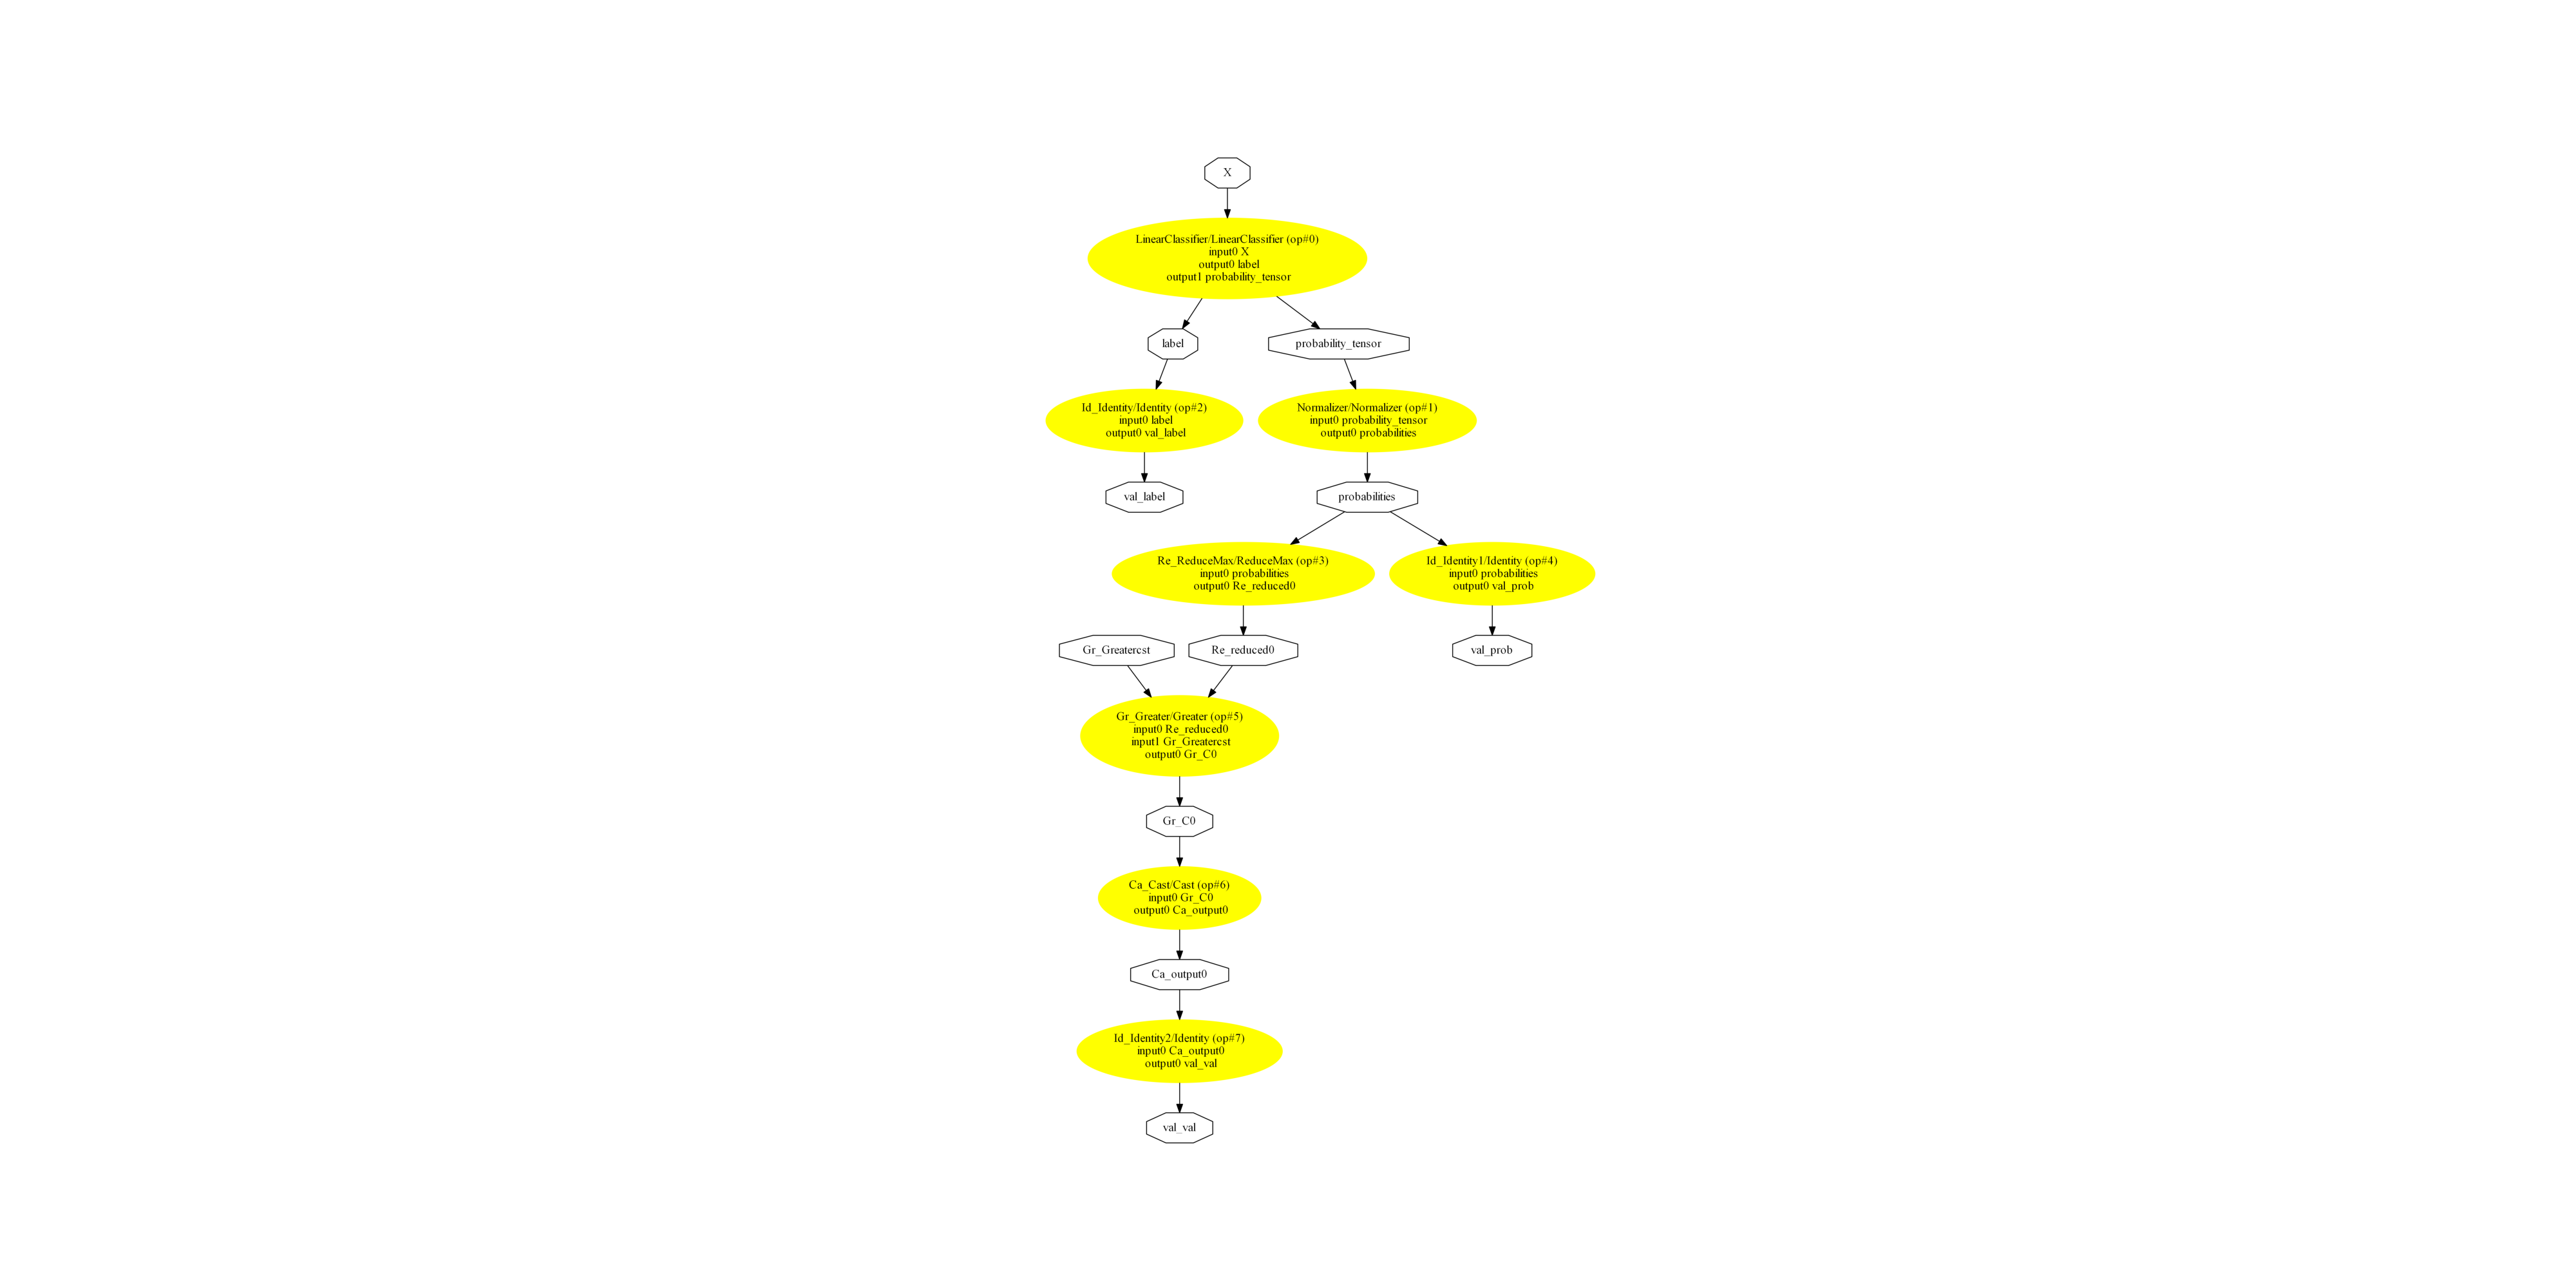 X
LinearClassifier/LinearClassifier (op#0)
input0 X
output0 label
output1 probability_tensor
label
probability_tensor
Id_Identity/Identity (op#2)
input0 label
output0 val_label
Normalizer/Normalizer (op#1)
input0 probability_tensor
output0 probabilities
val_label
probabilities
Re_ReduceMax/ReduceMax (op#3)
input0 probabilities
output0 Re_reduced0
Id_Identity1/Identity (op#4)
input0 probabilities
output0 val_prob
Gr_Greatercst
Re_reduced0
val_prob
Gr_Greater/Greater (op#5)
input0 Re_reduced0
input1 Gr_Greatercst
output0 Gr_C0
Gr_C0
Ca_Cast/Cast (op#6)
input0 Gr_C0
output0 Ca_output0
Ca_output0
Id_Identity2/Identity (op#7)
input0 Ca_output0
output0 val_val
val_val